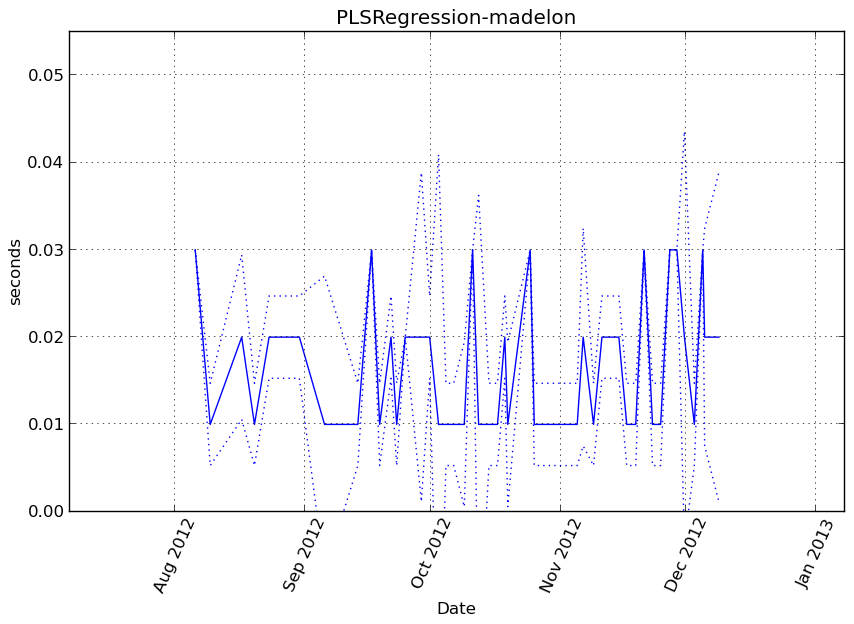 PLSRegression-madelon
0.05
0.04
0.03
0.02
0.01
0.00
seconds
Aug 2012
Sep 2012
Oct 2012
Nov 2012
Dec 2012
Jan 2013
Date